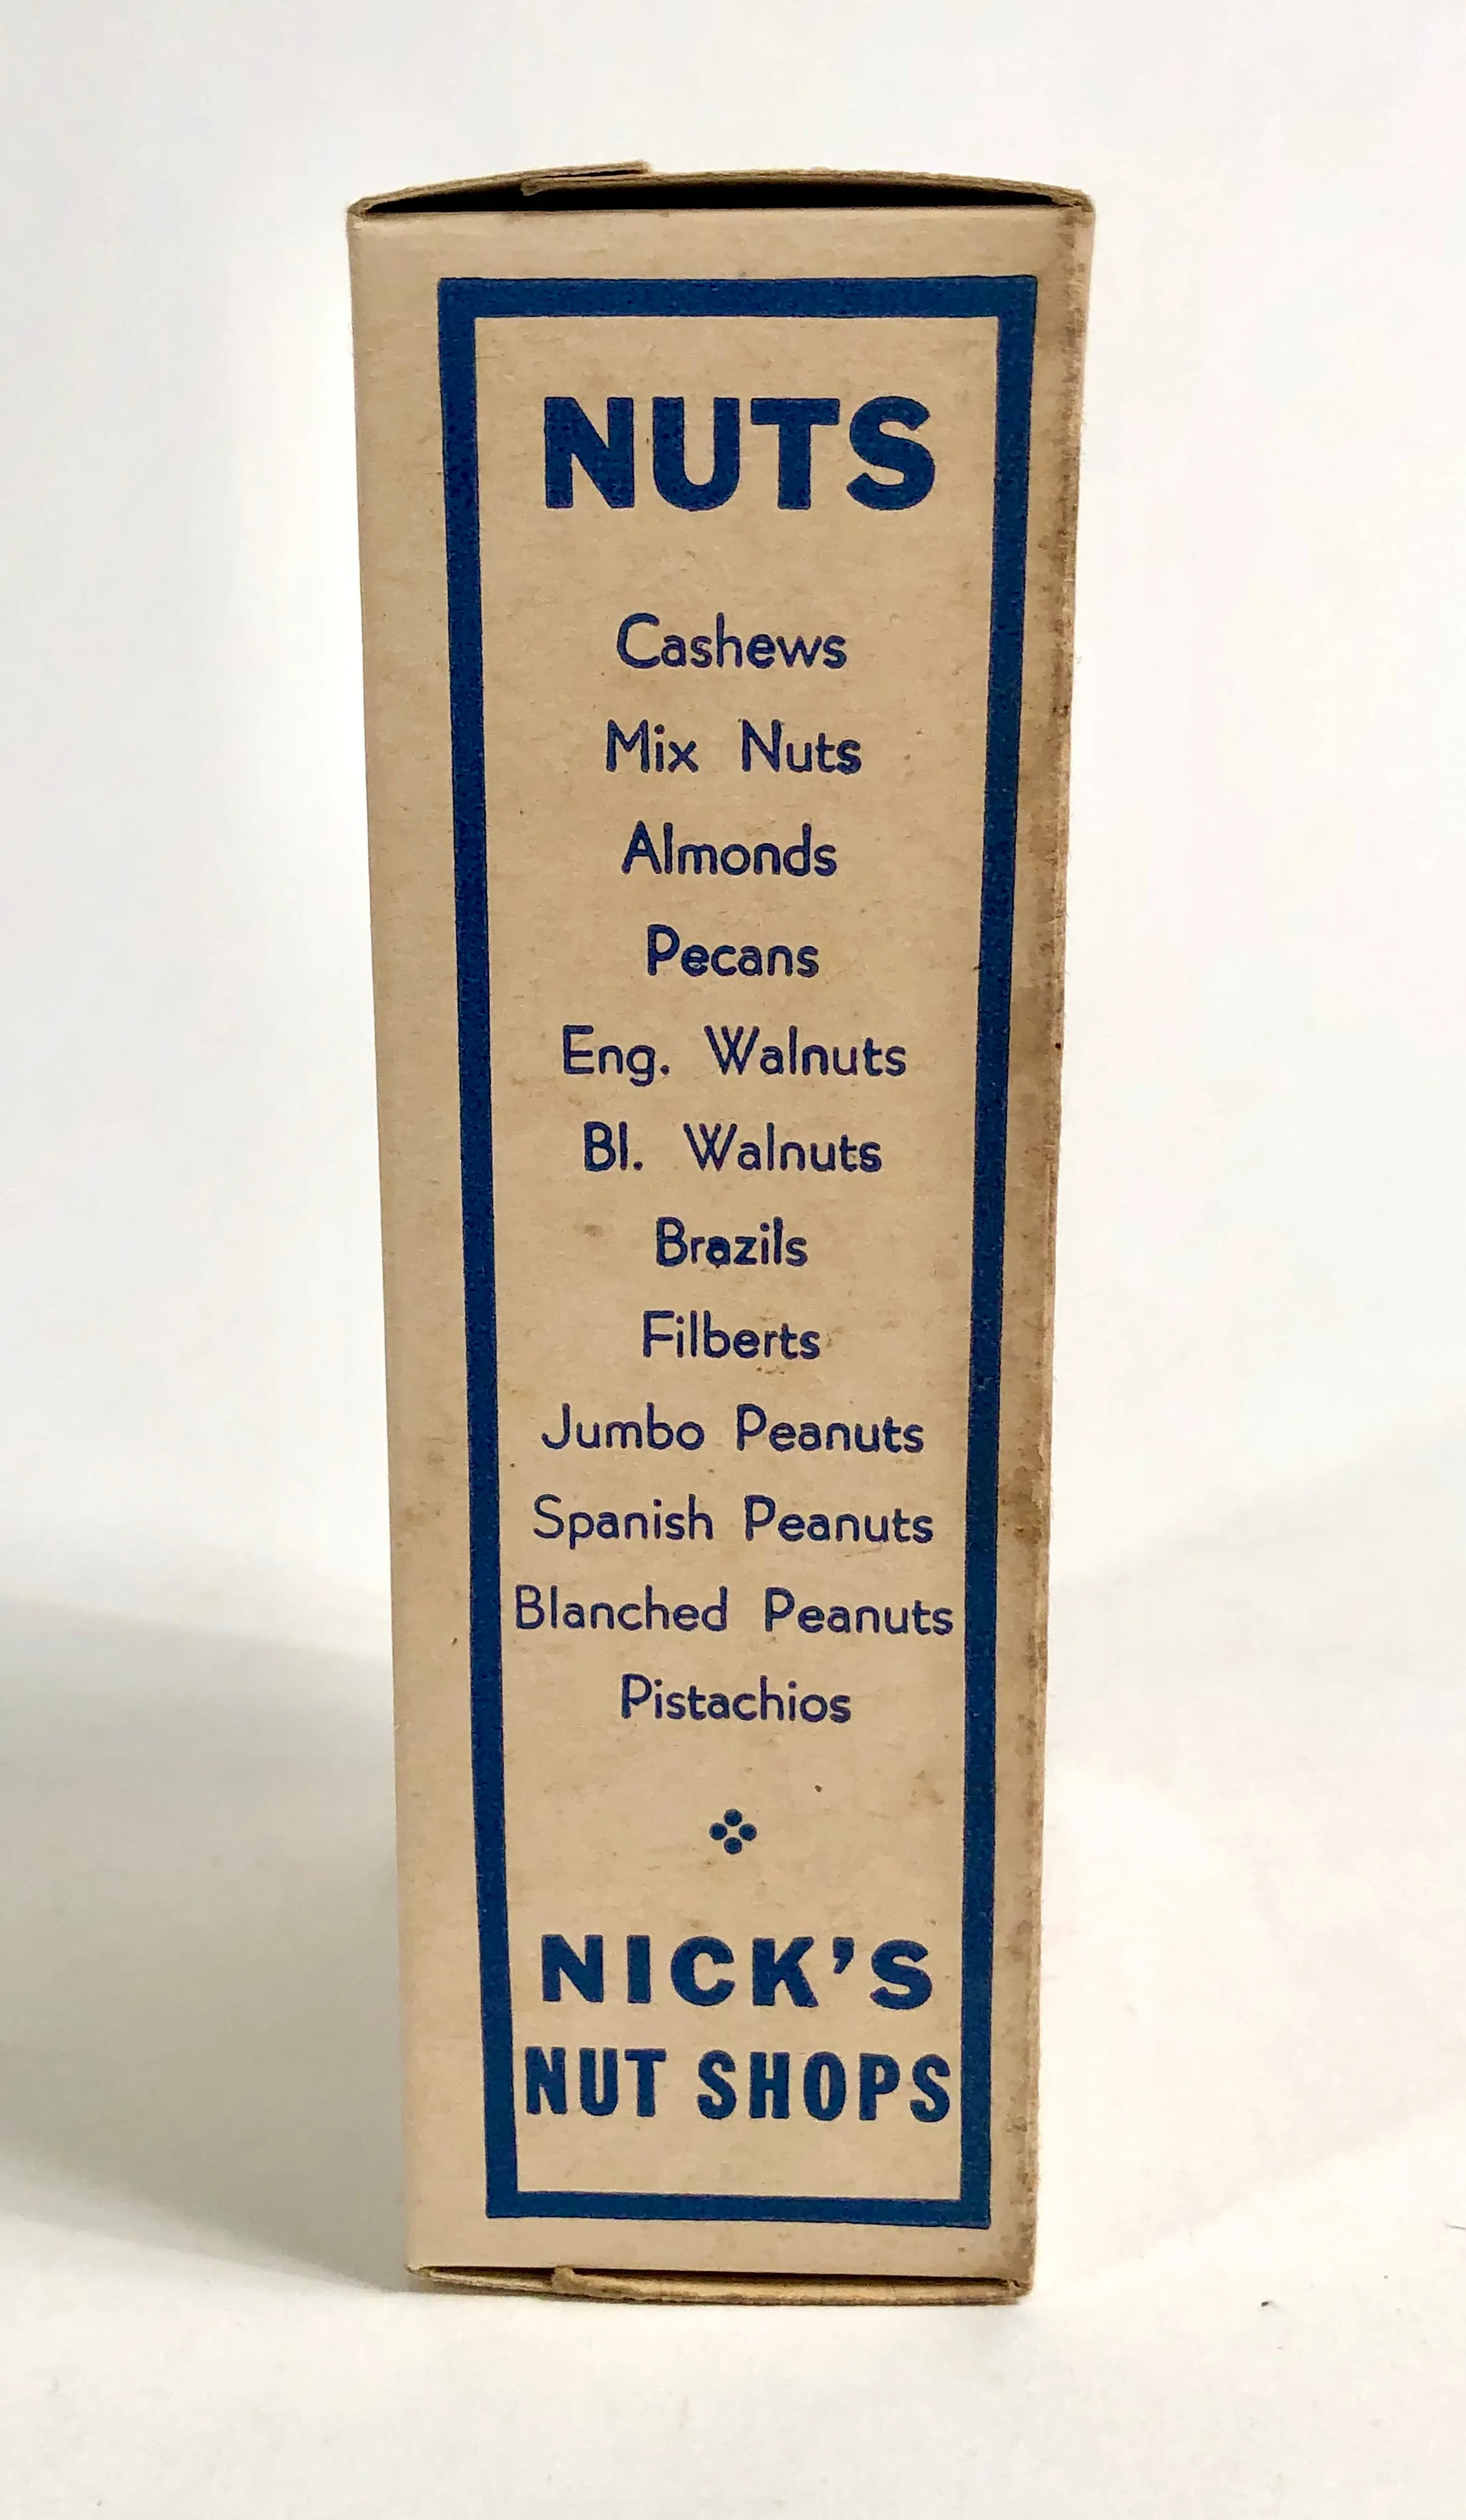 NUTS
Cashews
Mix Nuts
Almonds
Pecans
Eng. Walnuts
Bl. Walnuts
Brazils
Filberts
Jumbo Peanuts
Spanish Peanuts
Blanched Peanuts
Pistachios
NICK'S
NUT SHOPS